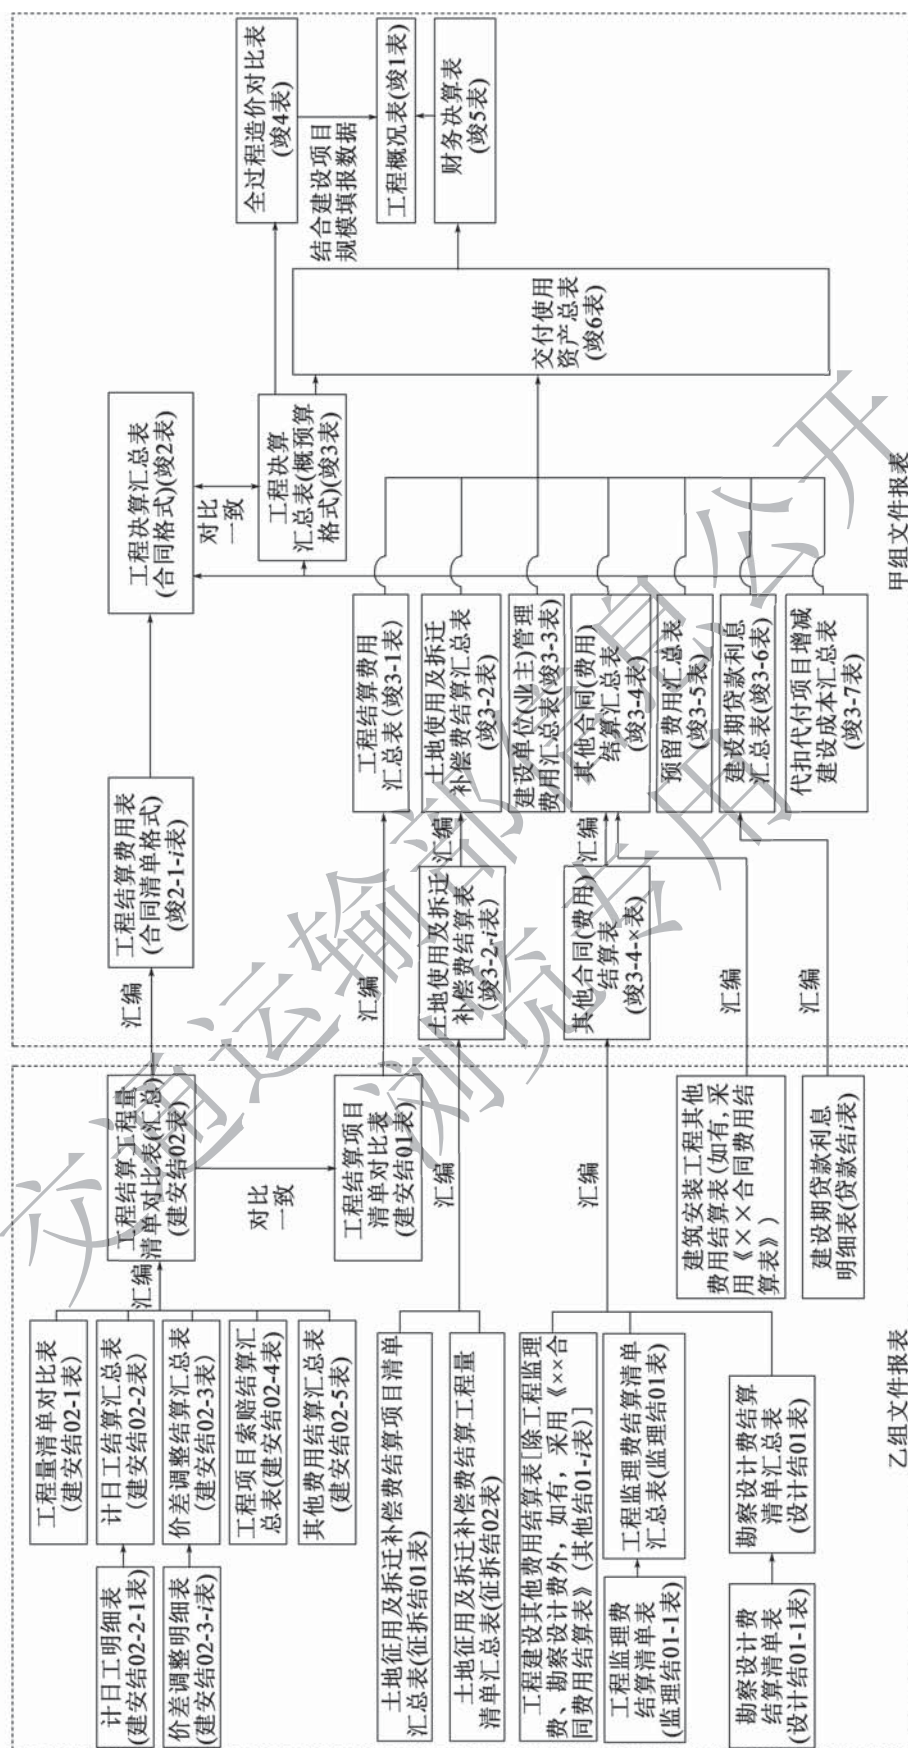 计日工明细表
(建安结02-2-1表)
价差调整明细表
(建安结02-3-i表)
工程量清单对比表
(建安结02-1表)
计日工结算汇总表
(建安结02-2表)
价差调整结算汇总表
(建安结02-3表)
工程项目索赔结算汇
总表(建安结02-4表)
其他费用结算汇总表
(建安结02-5表)
土地征用及拆迁补偿费结算项目清单
汇总表(征拆结01表)
土地征用及拆迁补偿费结算工程量
清单汇总表(征拆结02表)
工程建设其他费用结算表[除工程监理
费、勘察设计费外，如有，采用《××合
同费用结算表》(其他结01-i表)]
工程监理费
结算清单表
(监理结01-1表)
工程监理费结算清单
汇总表(监理结01表)
勘察设计费
结算清单表
(设计结01-1表)
勘察设计费结算
清单汇总表
(设计结01表)
汇编
工程结算工程量
清单对比表(汇总)
(建安结02表)
对比
一致
工程结算项目
清单对比表
(建安结01表)
汇编
汇编
建筑安装工程其他
费用结算表(如有,采
用《××合同费用结
算表》)
建设期贷款利息
明细表(贷款结i表)
乙组文件报表
汇编
汇编
汇编
汇编
工程结算费用表
(合同清单格式)
(竣2-1-i表)
土地使用及拆迁
补偿费结算表
(竣3-2-i表)
其他合同(费用)
结算表
(竣3-4-×表)
汇编
汇编
工程结算费用
汇总表(竣3-1表)
土地使用及拆迁
补偿费结算汇总表
(竣3-2表)
建设单位(业主)管理
费用汇总表(竣3-3表)
其他合同(费用)
结算汇总表
(竣3-4表)
预留费用汇总表
(竣3-5表)
建设期贷款利息
汇总表(竣3-6表)
代扣代付项目增减
建设成本汇总表
(竣3-7表)
工程决算汇总表
(合同格式)(竣2表)
对比
一致
工程决算
汇总表(概预算
格式)(竣3表)
交付使用
资产总表
(竣6表)
全过程造价对比表
(竣4表)
结合建设项目
规模填报数据
工程概况表(竣1表)
财务决算表
(竣5表)
甲组文件报表
交通运输部信息公开
浏览专用